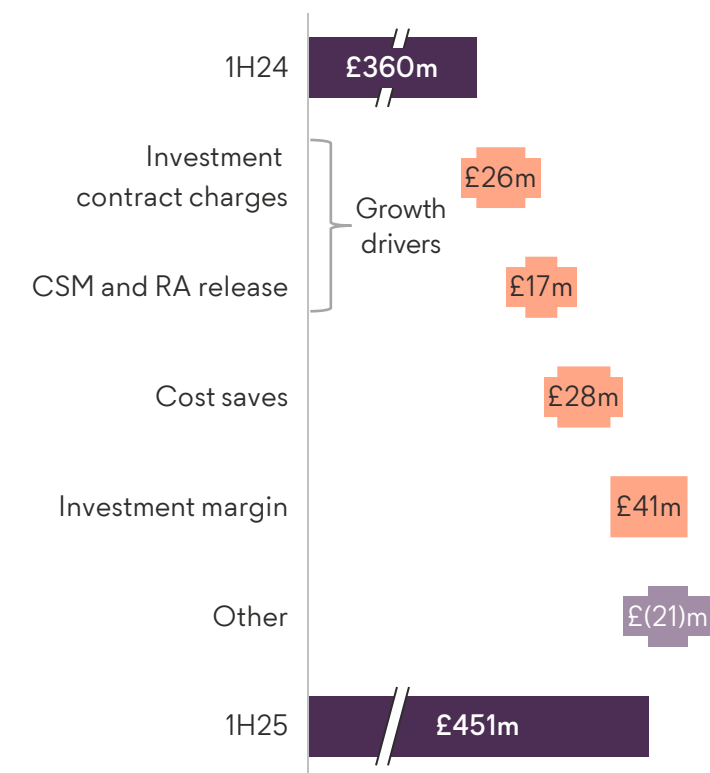 1H24
£360m
Investment
contract charges
£26m
Growth
drivers
CSM and RA release
£17m
Cost saves
£28m
Investment margin
£41m
Other
£(21)m
1H25
£451m